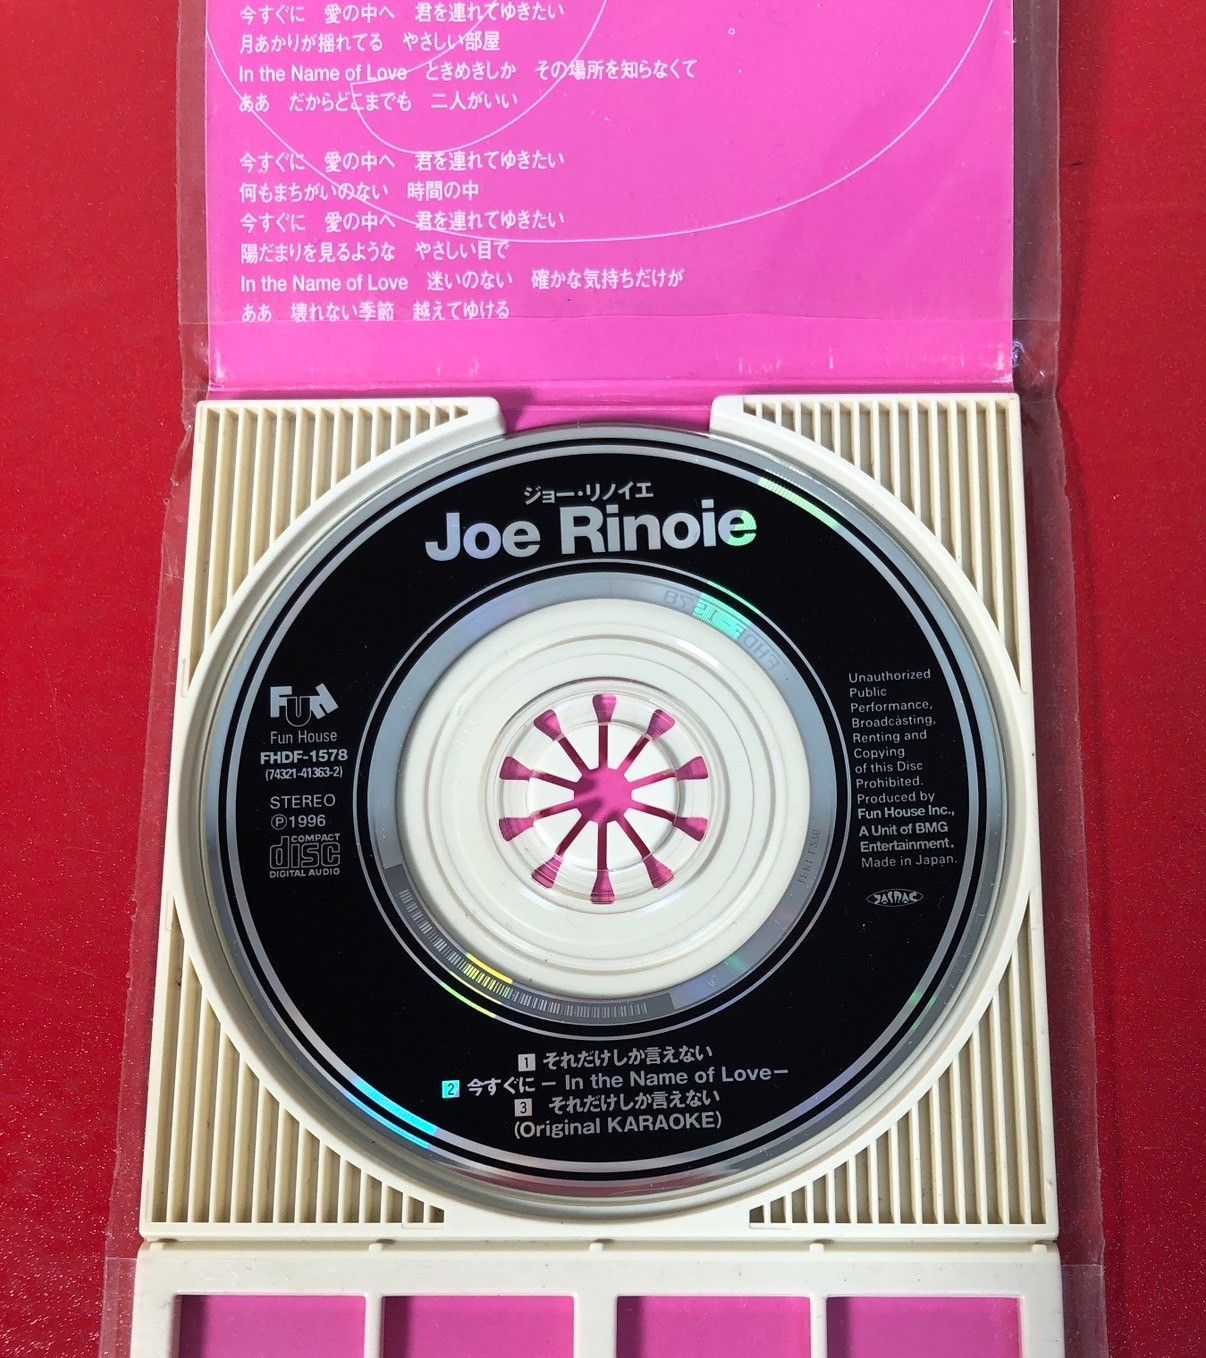 今すぐに　愛の中へ　君を連れてゆきたい
月あかりが揺れてる　やさしい部屋
In the Name of Love　ときめきしか　その場所を知らなくて
ああ　だからどこまでも　二人がいい
今すぐに　愛の中へ　君を連れてゆきたい
何もまちがいのない　時間の中
今すぐに　愛の中へ　君を連れてゆきたい
陽だまりを見るような　やさしい目で
In the Name of Love　迷いのない　確かな気持ちだけが
ああ　壊れない季節　越えてゆける
ジョー・リノイエ
Joe Rinoie
Fun
Fun House
FHDF-1578
(74321-41363-2)
STEREO
Ⓟ1996
COMPACT
disc
DIGITAL AUDIO
Unauthorized
Public
Performance,
Broadcasting,
Renting and
Copying
of this Disc
Prohibited.
Produced by
Fun House Inc.,
A Unit of BMG
Entertainment.
Made in Japan.
JASRAC
1 それだけしか言えない
2 今すぐに － In the Name of Love－
3 それだけしか言えない
(Original KARAOKE)